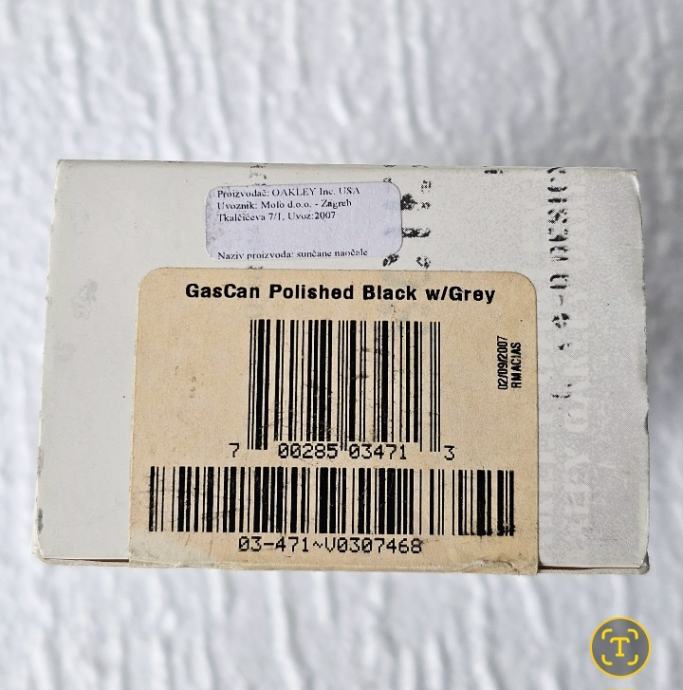 Proizvođač: OAKLEY Inc. USA
Uvoznik: Mofo d.o.o. - Zagreb
Tkalčićeva 7/1, Uvoz:2007
Naziv proizvoda: sunčane naočale
GasCan Polished Black w/Grey
02/09/2007
RMACIAS
7 00285 03471 3
03-471~V0307468
T